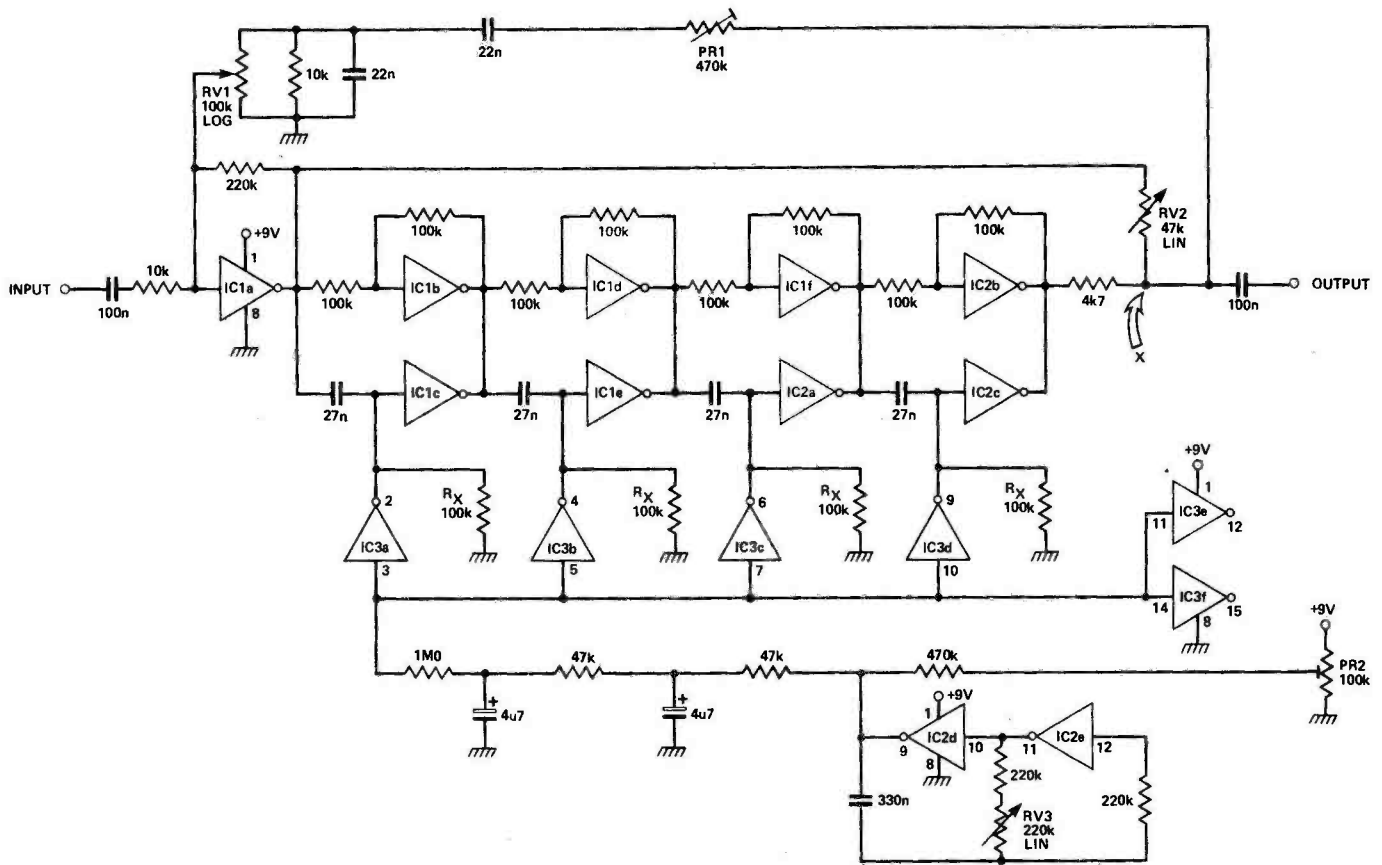 22n
PR1
470k
RV1
100k
LOG
10k
22n
220k
+9V
1
100k
100k
100k
100k
RV2
47k
LIN
INPUT
100n
10k
IC1a
8
100k
IC1b
100k
IC1d
100k
IC1f
100k
IC2b
4k7
100n
OUTPUT
X
27n
IC1c
27n
IC1e
27n
IC2a
27n
IC2c
2
RX
100k
4
RX
100k
6
RX
100k
9
RX
100k
+9V
1
11
IC3e
12
IC3a
3
IC3b
5
IC3c
7
IC3d
10
14
IC3f
15
8
+9V
PR2
100k
1M0
47k
47k
470k
+
4u7
+
4u7
+9V
1
9
IC2d
10
8
11
IC2e
12
220k
220k
330n
RV3
220k
LIN